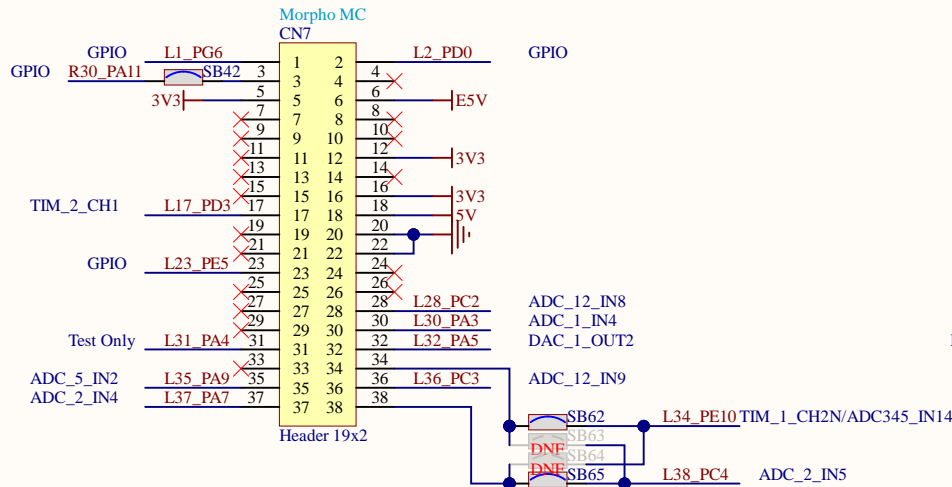 Morpho MC
CN7
GPIO L1_PG6 1 2 L2_PD0 GPIO
GPIO R30_PA11 SB42 3 3 4 4
3V3 5 5 6 6 E5V
7 7 8 8
9 9 10 10
11 11 12 12 3V3
13 13 14 14
15 15 16 16 3V3
TIM_2_CH1 L17_PD3 17 17 18 18 5V
19 19 20 20
21 21 22 22
GPIO L23_PE5 23 23 24 24
25 25 26 26
27 27 28 28 L28_PC2 ADC_12_IN8
29 29 30 30 L30_PA3 ADC_1_IN4
Test Only L31_PA4 31 31 32 32 L32_PA5 DAC_1_OUT2
33 33 34 34
ADC_5_IN2 L35_PA9 35 35 36 36 L36_PC3 ADC_12_IN9
ADC_2_IN4 L37_PA7 37 37 38 38
Header 19x2
SB62 L34_PE10 TIM_1_CH2N/ADC345_IN14
DNF SB63
DNF SB64
SB65 L38_PC4 ADC_2_IN5